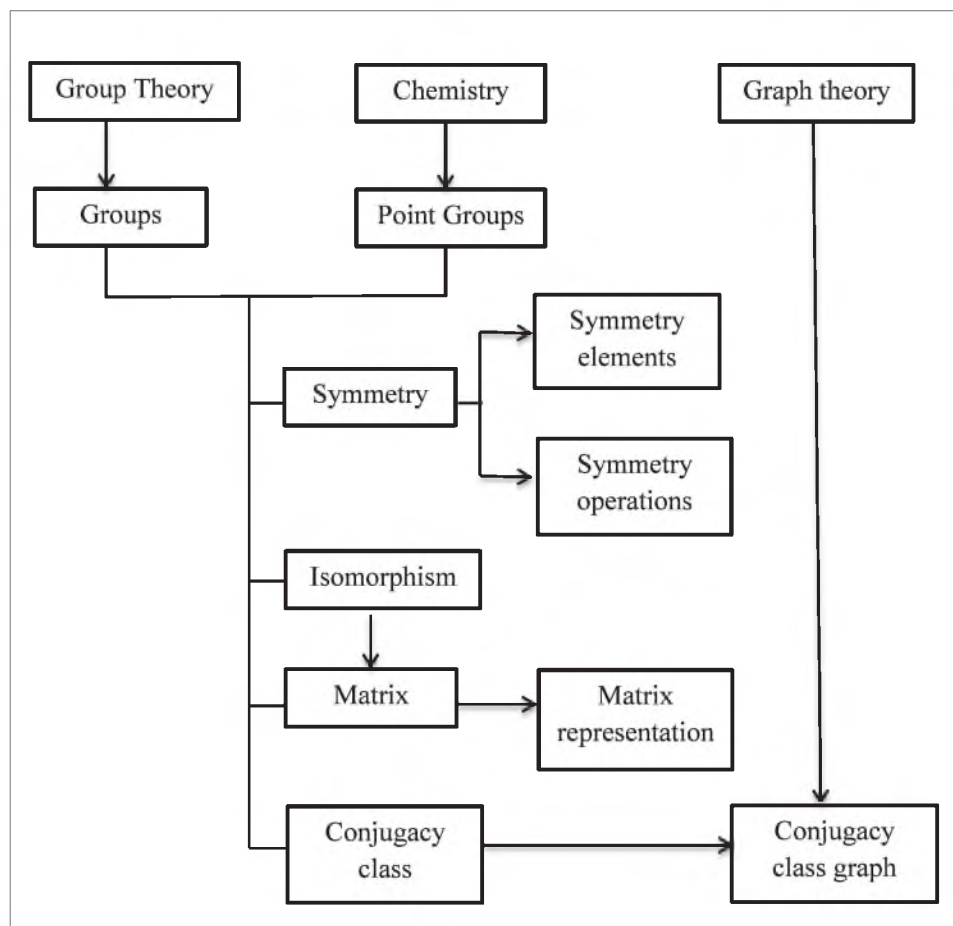 Group Theory
Chemistry
Graph theory
Groups
Point Groups
Symmetry
elements
Symmetry
Symmetry
operations
Isomorphism
Matrix
Matrix
representation
Conjugacy
class
Conjugacy
class graph